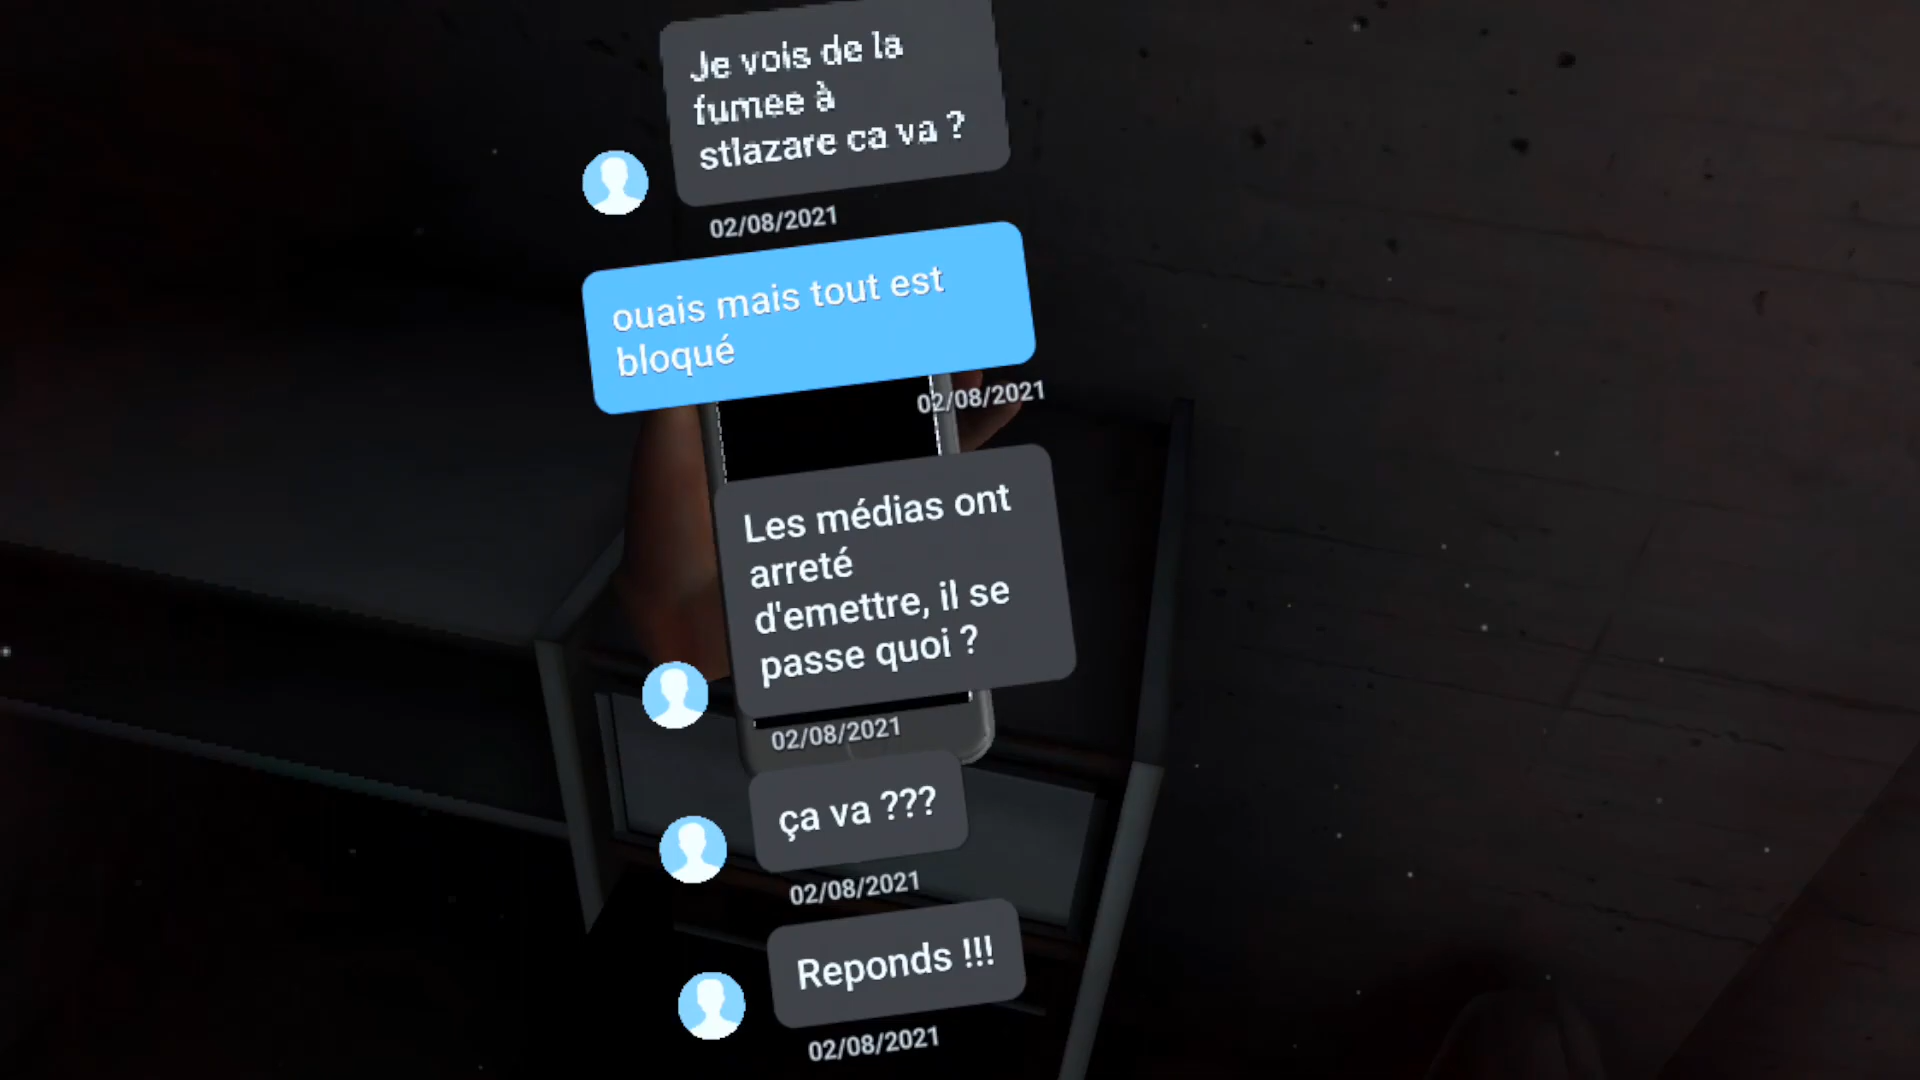 Je vois de la
fumee à
stlazare ca va ?
02/08/2021
ouais mais tout est
bloqué
02/08/2021
Les médias ont
arreté
d'emettre, il se
passe quoi ?
02/08/2021
ça va ???
02/08/2021
Reponds !!!
02/08/2021